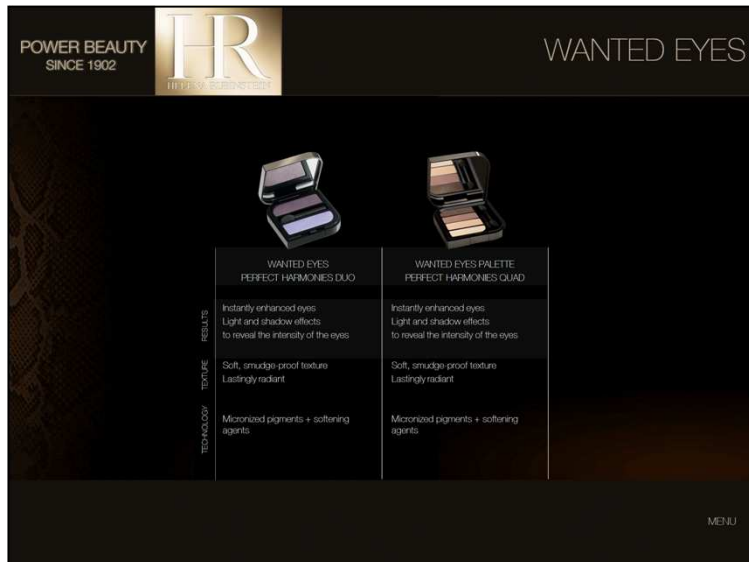 POWER BEAUTY
SINCE 1902
HR
HELENA RUBINSTEIN
WANTED EYES
WANTED EYES
PERFECT HARMONIES DUO
WANTED EYES PALETTE
PERFECT HARMONIES QUAD
RESULTS
Instantly enhanced eyes
Light and shadow effects
to reveal the intensity of the eyes
Instantly enhanced eyes
Light and shadow effects
to reveal the intensity of the eyes
TEXTURE
Soft, smudge-proof texture
Lastingly radiant
Soft, smudge-proof texture
Lastingly radiant
TECHNOLOGY
Micronized pigments + softening
agents
Micronized pigments + softening
agents
MENU